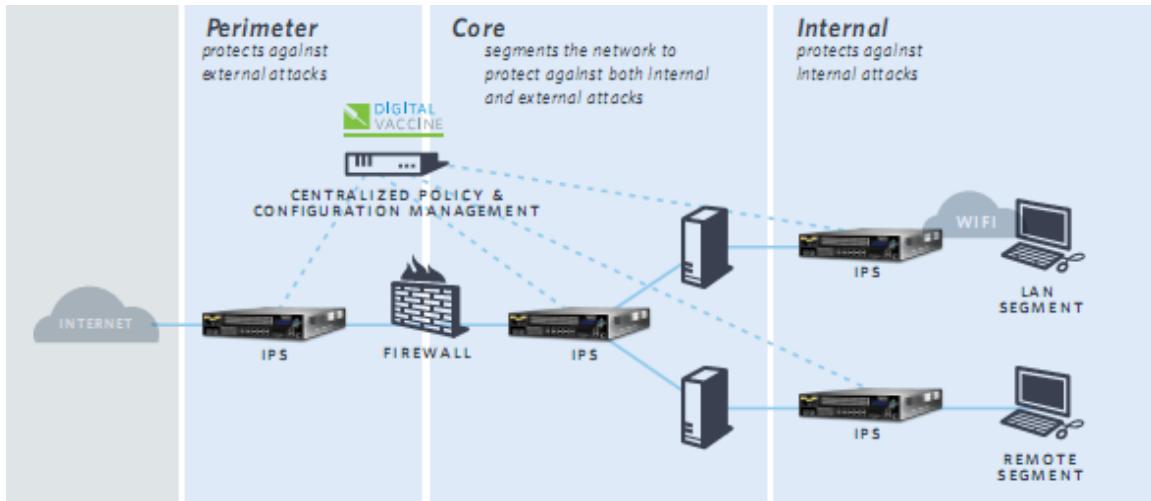 Perimeter
protects against
external attacks
Core
segments the network to
protect against both internal
and external attacks
Internal
protects against
internal attacks
DIGITAL
VACCINE
CENTRALIZED POLICY &
CONFIGURATION MANAGEMENT
INTERNET
IPS
FIREWALL
IPS
IPS
WIFI
LAN
SEGMENT
IPS
REMOTE
SEGMENT